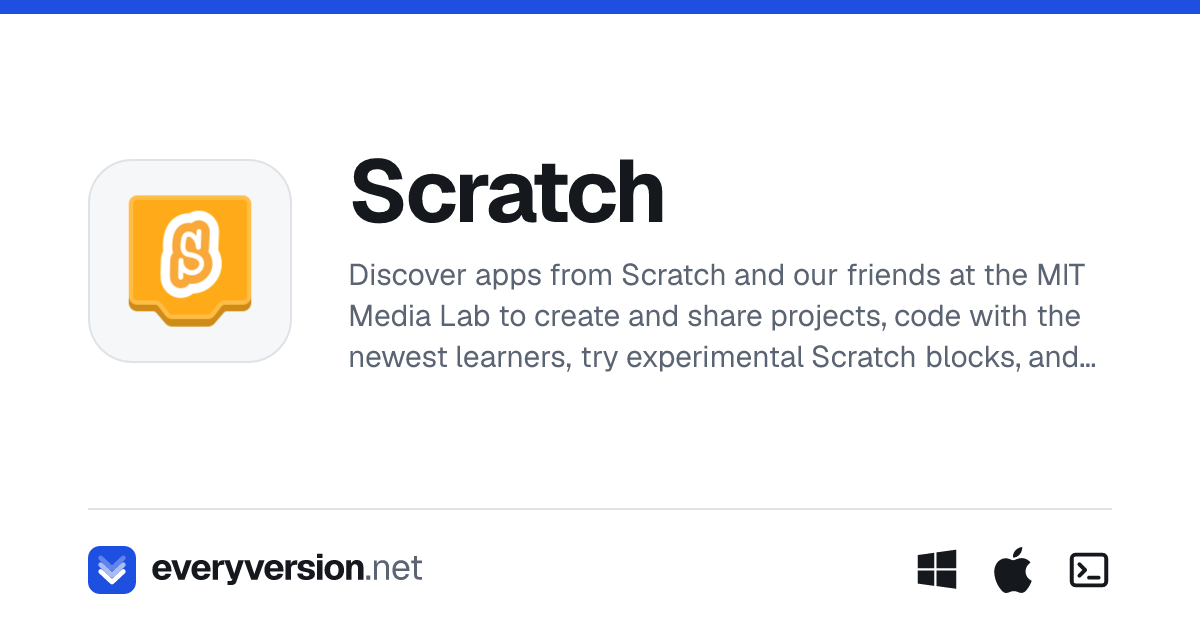 S
Scratch
Discover apps from Scratch and our friends at the MIT
Media Lab to create and share projects, code with the
newest learners, try experimental Scratch blocks, and...
everyversion.net